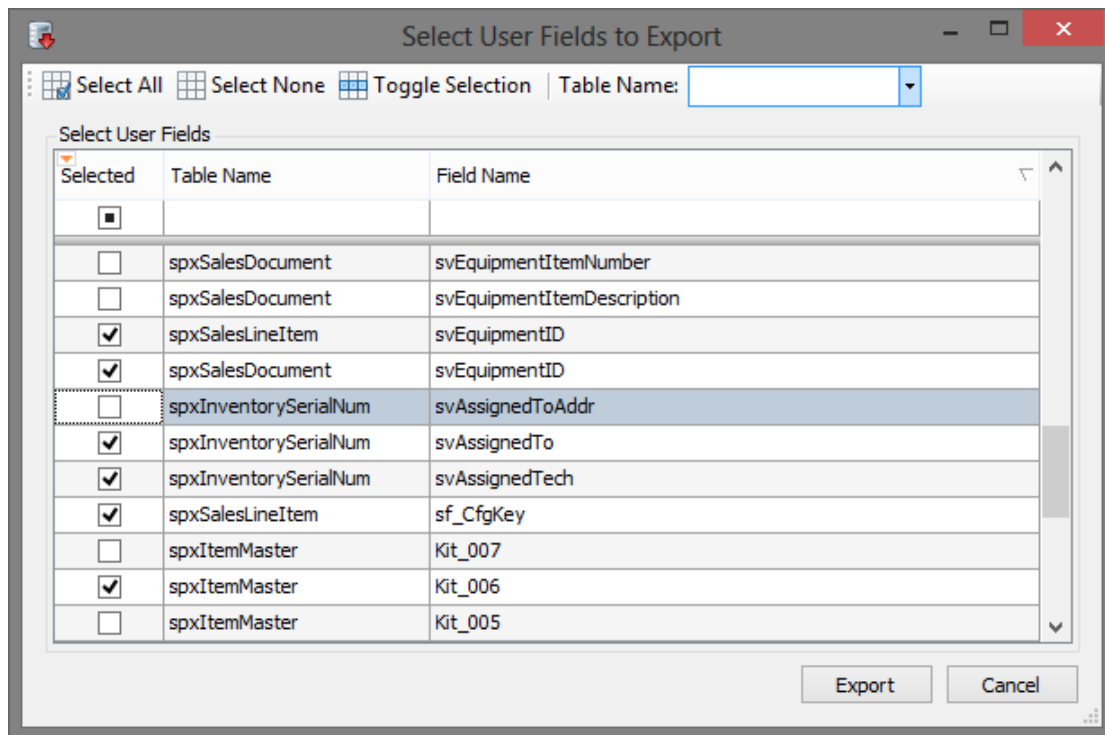 Select User Fields to Export
Select All Select None Toggle Selection Table Name:
Select User Fields
Selected Table Name Field Name
spxSalesDocument svEquipmentItemNumber
spxSalesDocument svEquipmentItemDescription
spxSalesLineItem svEquipmentID
spxSalesDocument svEquipmentID
spxInventorySerialNum svAssignedToAddr
spxInventorySerialNum svAssignedTo
spxInventorySerialNum svAssignedTech
spxSalesLineItem sf_CfgKey
spxItemMaster Kit_007
spxItemMaster Kit_006
spxItemMaster Kit_005
Export Cancel